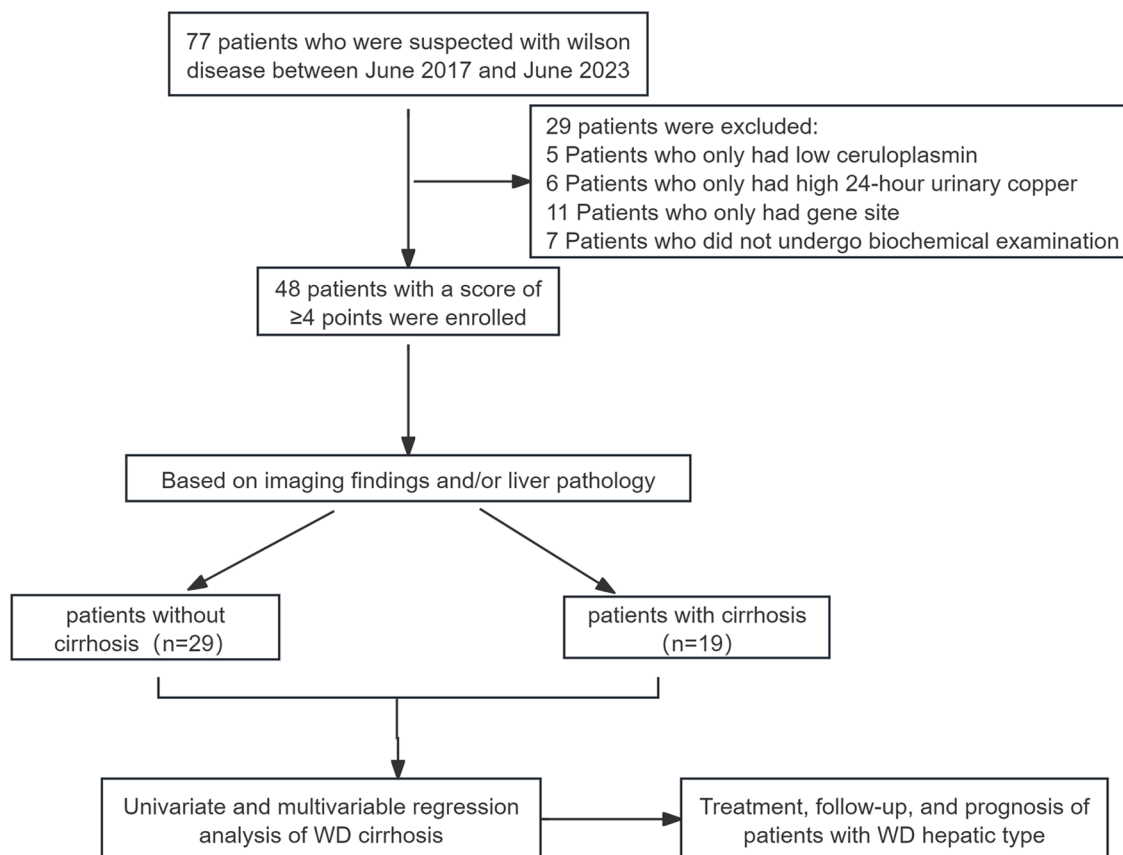 77 patients who were suspected with wilson
disease between June 2017 and June 2023
29 patients were excluded:
5 Patients who only had low ceruloplasmin
6 Patients who only had high 24-hour urinary copper
11 Patients who only had gene site
7 Patients who did not undergo biochemical examination
48 patients with a score of
≥4 points were enrolled
Based on imaging findings and/or liver pathology
patients without
cirrhosis（n=29）
patients with cirrhosis
（n=19）
Univariate and multivariable regression
analysis of WD cirrhosis
Treatment, follow-up, and prognosis of
patients with WD hepatic type